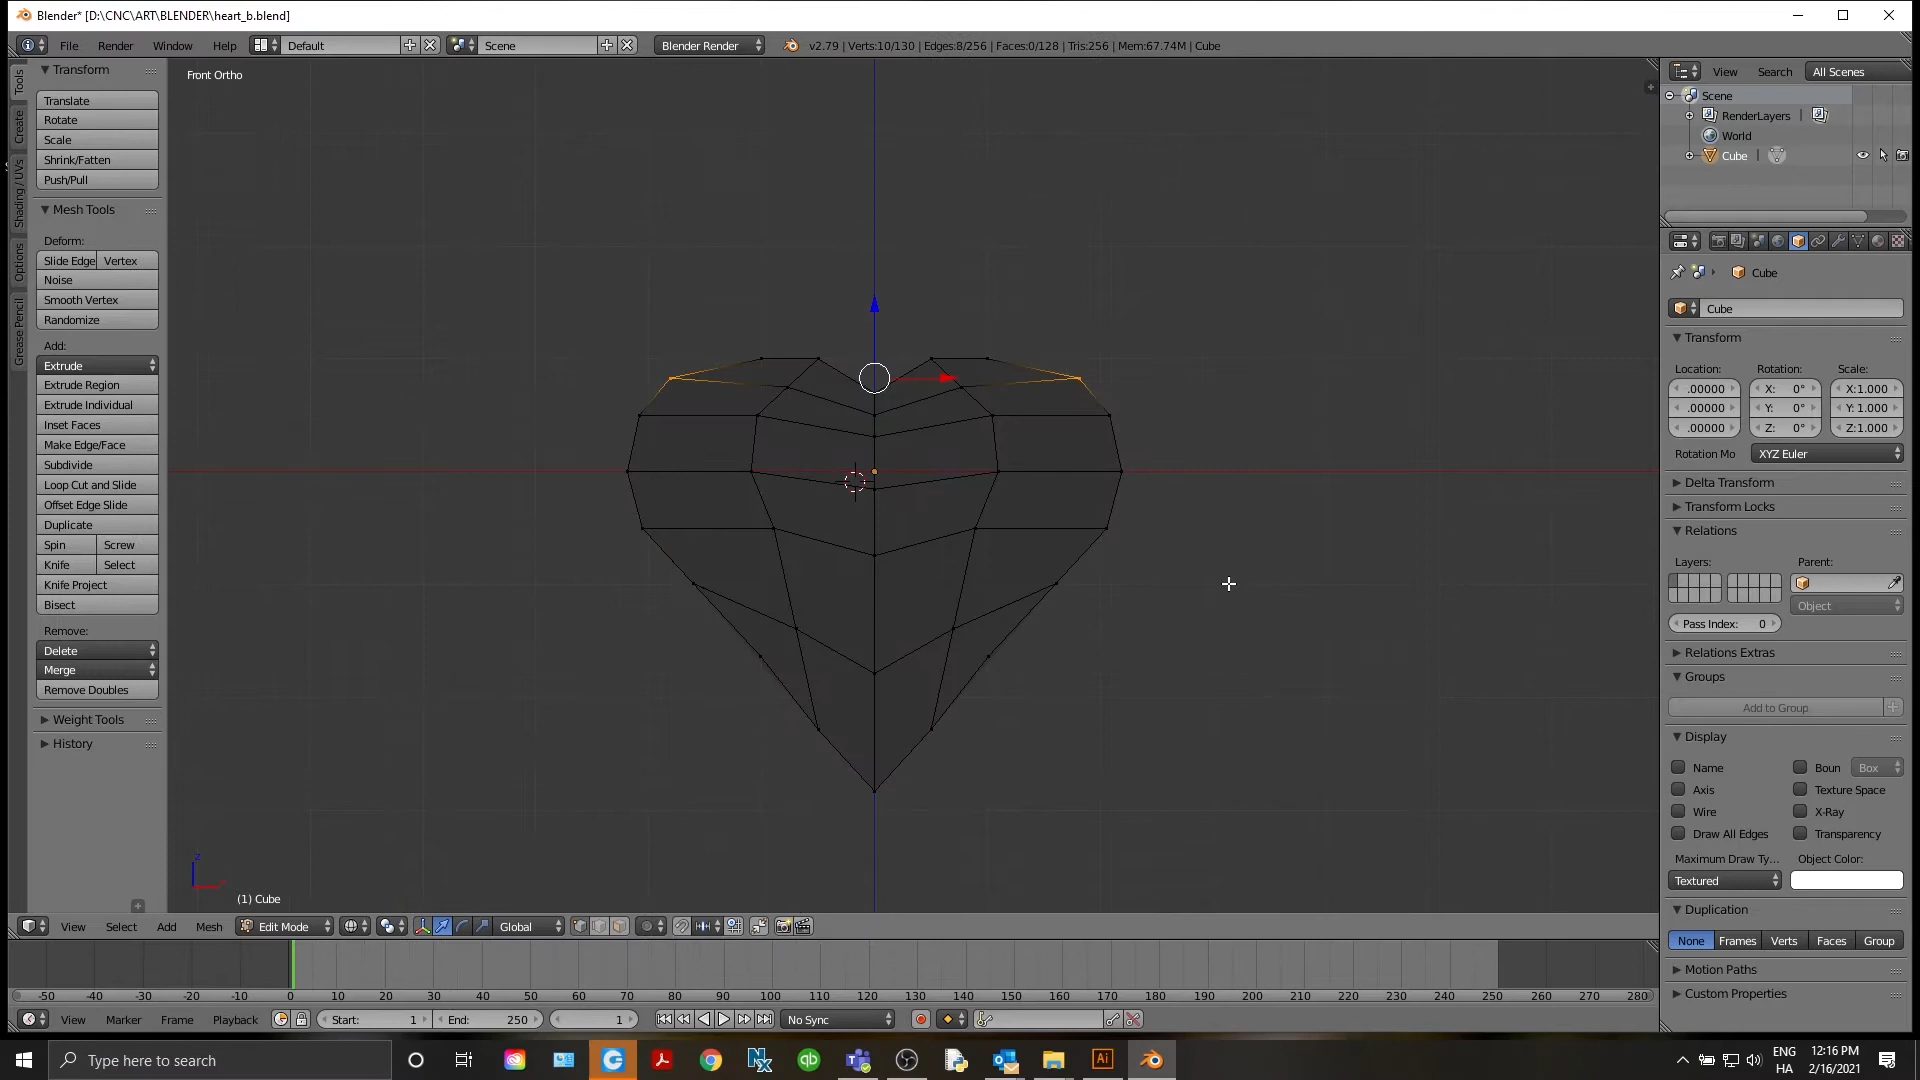 Blender* [D:\CNC\ART\BLENDER\heart_b.blend]
File Render Window Help Default Scene Blender Render v2.79 | Verts:10/130 | Edges:8/256 | Faces:0/128 | Tris:256 | Mem:67.74M | Cube
Tools
Create
Shading / UVs
Options
Grease Pencil
Transform
Translate
Rotate
Scale
Shrink/Fatten
Push/Pull
Mesh Tools
Deform:
Slide Edge Vertex
Noise
Smooth Vertex
Randomize
Add:
Extrude
Extrude Region
Extrude Individual
Inset Faces
Make Edge/Face
Subdivide
Loop Cut and Slide
Offset Edge Slide
Duplicate
Spin Screw
Knife Select
Knife Project
Bisect
Remove:
Delete
Merge
Remove Doubles
Weight Tools
History
Front Ortho
z
(1) Cube
View Search All Scenes
Scene
RenderLayers
World
Cube
Cube
Cube
Transform
Location: Rotation: Scale:
.00000 X: 0° X:1.000
.00000 Y: 0° Y: 1.000
.00000 Z: 0° Z:1.000
Rotation Mo XYZ Euler
Delta Transform
Transform Locks
Relations
Layers: Parent:
Object
Pass Index: 0
Relations Extras
Groups
Add to Group
Display
Name Boun Box
Axis Texture Space
Wire X-Ray
Draw All Edges Transparency
Maximum Draw Ty... Object Color:
Textured
Duplication
None Frames Verts Faces Group
Motion Paths
Custom Properties
View Select Add Mesh Edit Mode Global
-50 -40 -30 -20 -10 0 10 20 30 40 50 60 70 80 90 100 110 120 130 140 150 160 170 180 190 200 210 220 230 240 250 260 270 280
View Marker Frame Playback Start: 1 End: 250 1 No Sync
Type here to search
ENG
HA
12:16 PM
2/16/2021